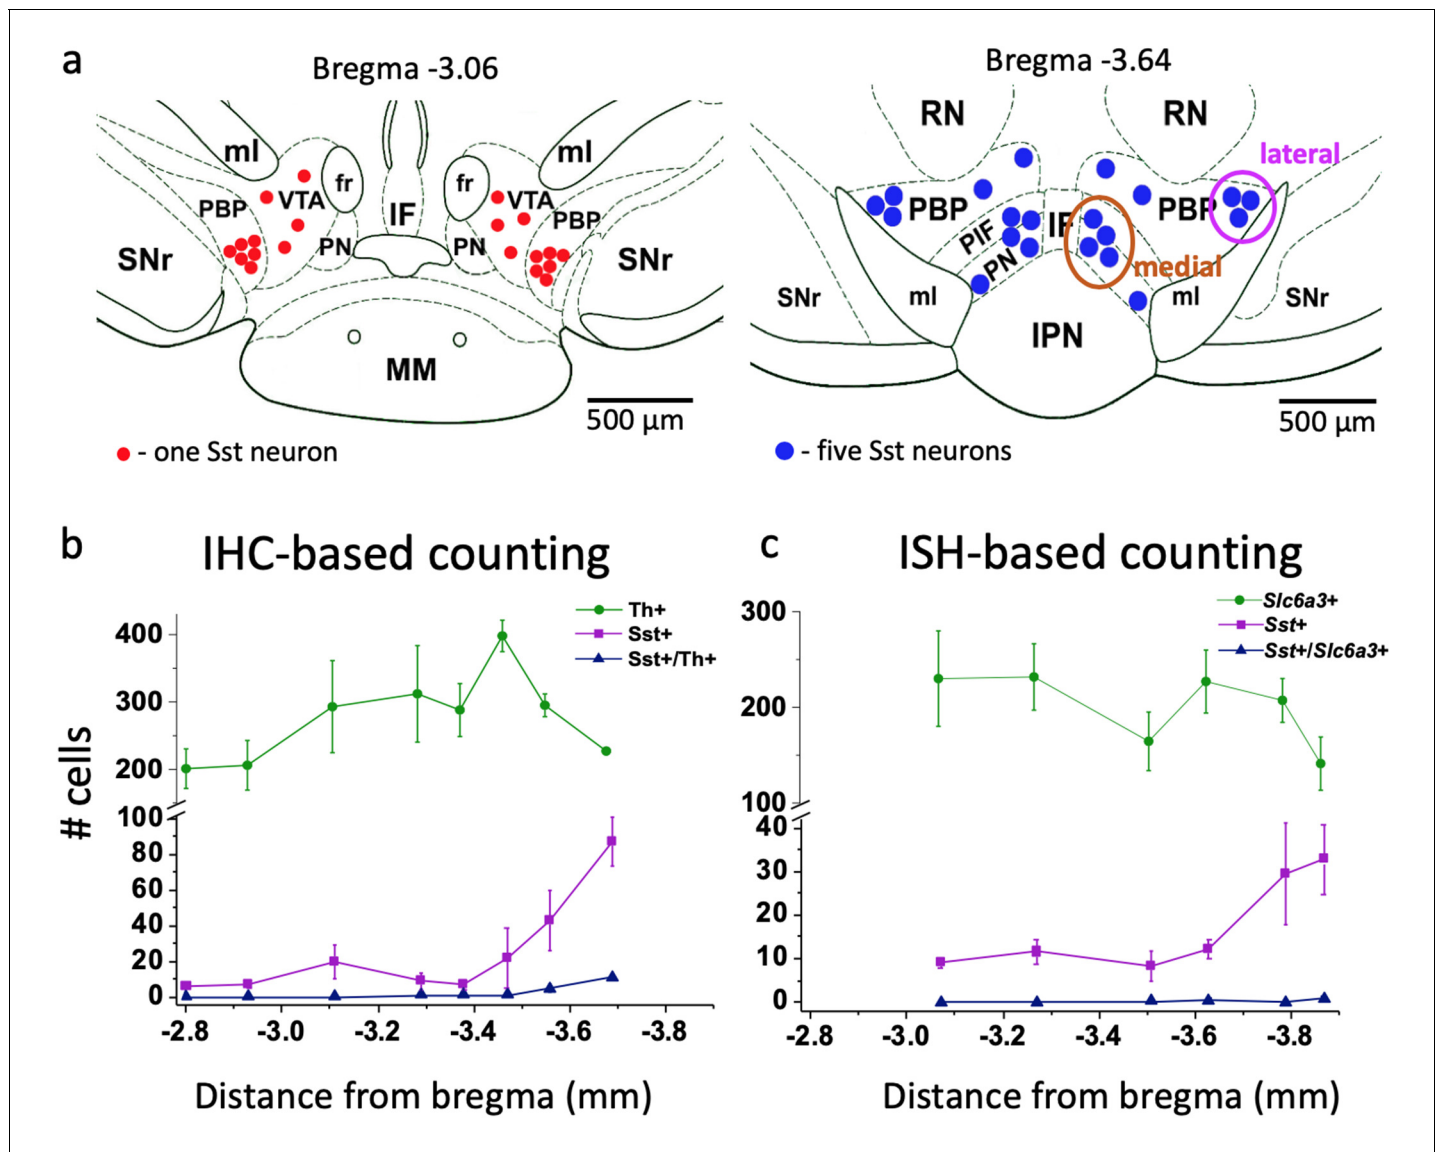 a
Bregma -3.06
Bregma -3.64
ml
ml
fr
fr
VTA
VTA
PBP
PBP
IF
PN
PN
SNr
SNr
MM
500 µm
- one Sst neuron
RN
RN
lateral
PBP
PBP
PIF
IF
PN
medial
SNr
ml
ml
SNr
IPN
500 µm
- five Sst neurons
b
IHC-based counting
Th+
Sst+
Sst+/Th+
# cells
400
300
200
100
80
60
40
20
0
-2.8
-3.0
-3.2
-3.4
-3.6
-3.8
Distance from bregma (mm)
c
ISH-based counting
Slc6a3+
Sst+
Sst+/Slc6a3+
300
200
100
40
30
20
10
0
-2.8
-3.0
-3.2
-3.4
-3.6
-3.8
Distance from bregma (mm)